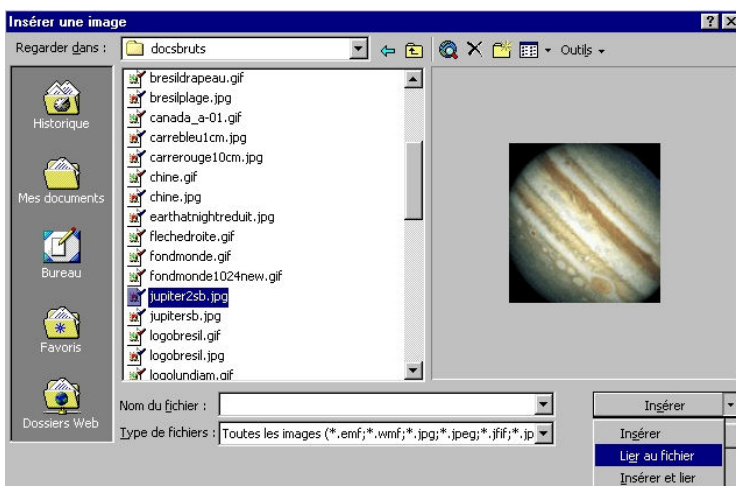 Insérer une image
Regarder dans :
docsbruts
Outils
Historique
Mes documents
Bureau
Favoris
Dossiers Web
bresildrapeau.gif
bresilplage.jpg
canada_a-01.gif
carrebleu1cm.jpg
carrerouge10cm.jpg
chine.gif
chine.jpg
earthatnightreduit.jpg
flechedroite.gif
fondmonde.gif
fondmonde1024new.gif
jupiter2sb.jpg
jupitersb.jpg
logobresil.gif
logobresil.jpg
logolundiam.gif
Nom du fichier :
Insérer
Type de fichiers :
Toutes les images (*.emf;*.wmf;*.jpg;*.jpeg;*.jfif;*.jp
Insérer
Lier au fichier
Insérer et lier